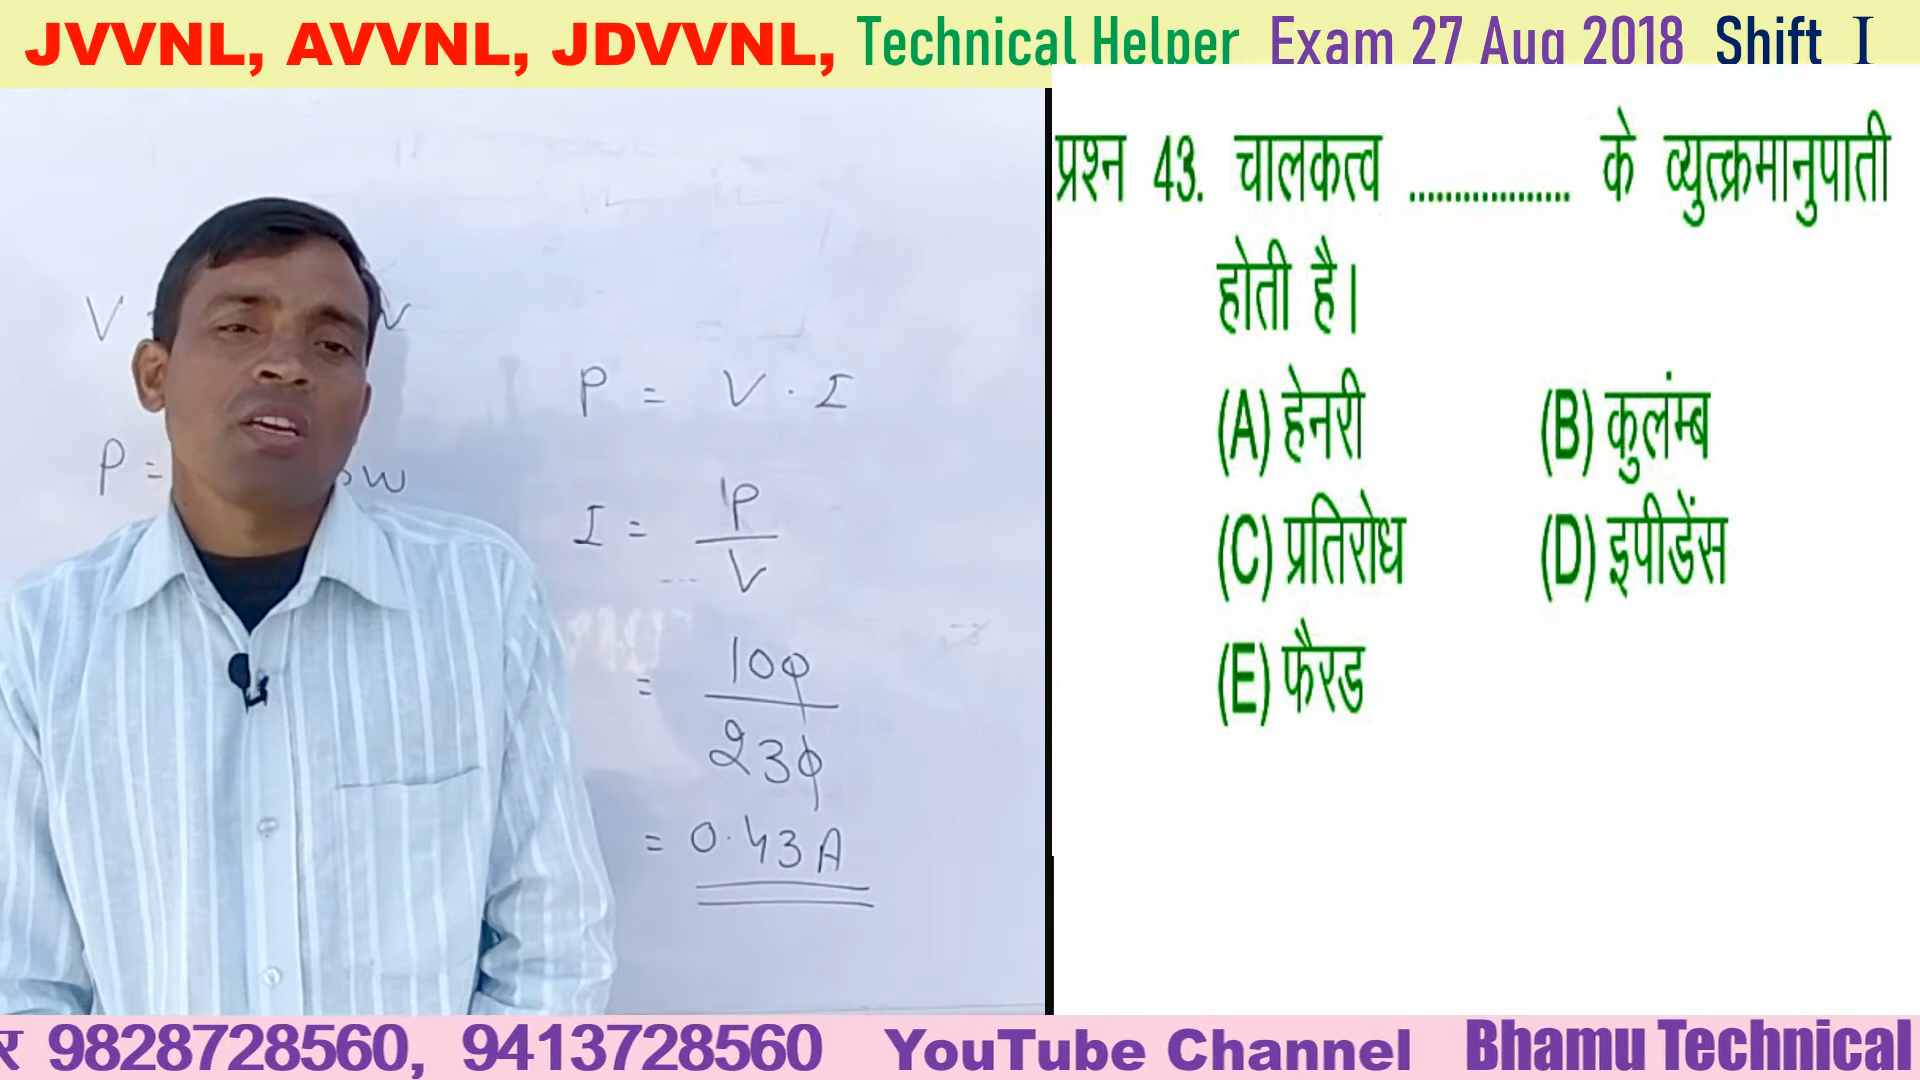 JVVNL, AVVNL, JDVVNL, Technical Helper Exam 27 Aug 2018 Shift I
V
P =
W
P = V . I
I = P / V
= 100 / 230
= 0.43A
प्रश्न 43. चालकत्व .................. के व्युत्क्रमानुपाती
होती है।
(A) हेनरी (B) कुलंम्ब
(C) प्रतिरोध (D) इपीडेंस
(E) फैरड
र 9828728560, 9413728560 YouTube Channel Bhamu Technical